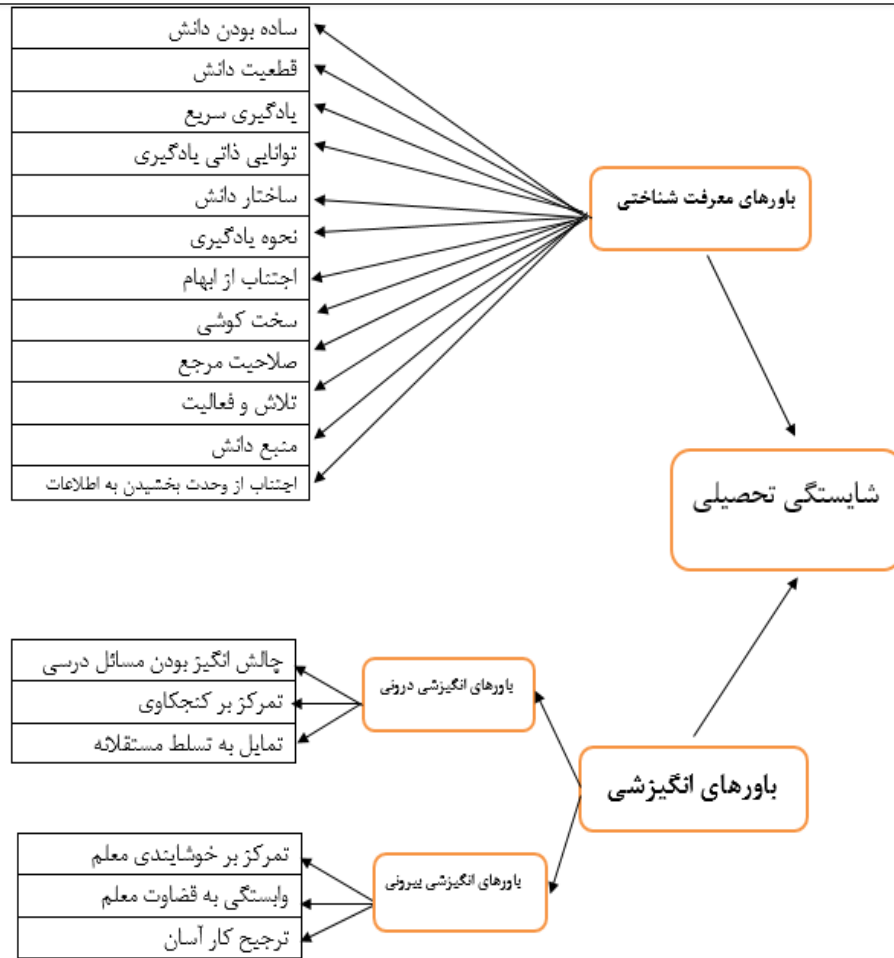 ساده بودن دانش
قطعیت دانش
یادگیری سریع
توانایی ذاتی یادگیری
ساختار دانش
نحوه یادگیری
اجتناب از ابهام
سخت کوشی
صلاحیت مرجع
تلاش و فعالیت
منبع دانش
اجتناب از وحدت بخشیدن به اطلاعات
باورهای معرفت شناختی
شایستگی تحصیلی
چالش انگیز بودن مسائل درسی
تمرکز بر کنجکاوی
تمایل به تسلط مستقلانه
باورهای انگیزشی درونی
باورهای انگیزشی
باورهای انگیزشی بیرونی
تمرکز بر خوشایندی معلم
وابستگی به قضاوت معلم
ترجیح کار آسان